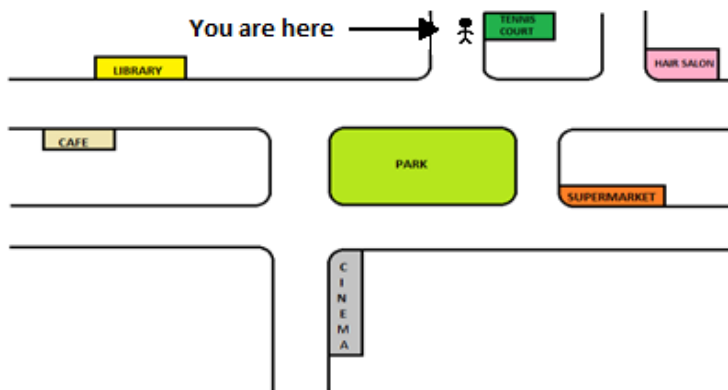 You are here
TENNIS
COURT
LIBRARY
HAIR SALON
CAFE
PARK
SUPERMARKET
C
I
N
E
M
A